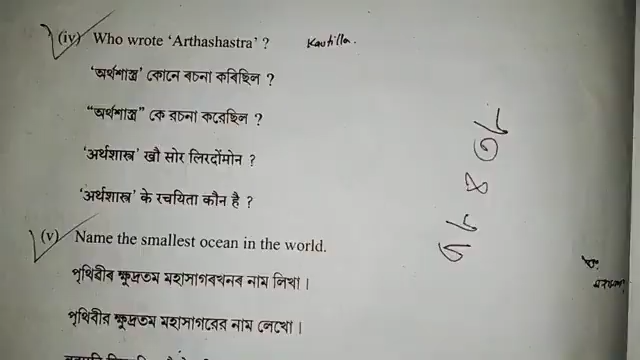 (iv) Who wrote 'Arthashastra' ? Kautilla.
'অৰ্থশাস্ত্ৰ' কোনে ৰচনা কৰিছিল ?
"অর্থশাস্ত্র" কে রচনা করেছিল ?
'अर्थशास्त्र' खौ सोर लिरदोंमोन ?
'अर्थशास्त्र' के रचयिता कौन है ?
(v) Name the smallest ocean in the world.
পৃথিৱীৰ ক্ষুদ্ৰতম মহাসাগৰখনৰ নাম লিখা ।
পৃথিবীর ক্ষুদ্রতম মহাসাগরের নাম লেখো ।